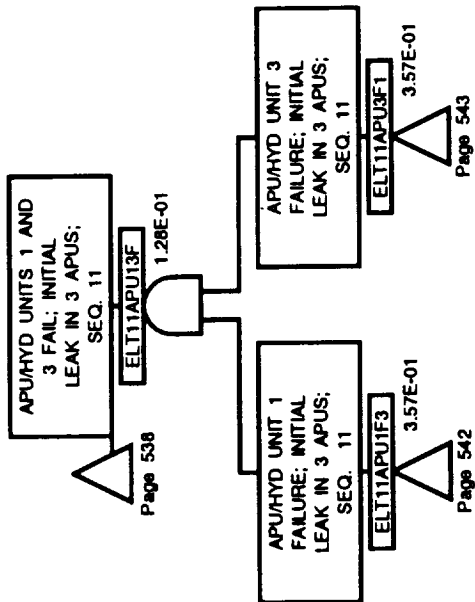 APU/HYD UNITS 1 AND
3 FAIL; INITIAL
LEAK IN 3 APUS;
SEQ. 11
ELT11APU13F
1.28E-01
Page 538
APU/HYD UNIT 1
FAILURE; INITIAL
LEAK IN 3 APUS;
SEQ. 11
ELT11APU1F3
3.57E-01
Page 542
APU/HYD UNIT 3
FAILURE; INITIAL
LEAK IN 3 APUS;
SEQ. 11
ELT11APU3F1
3.57E-01
Page 543